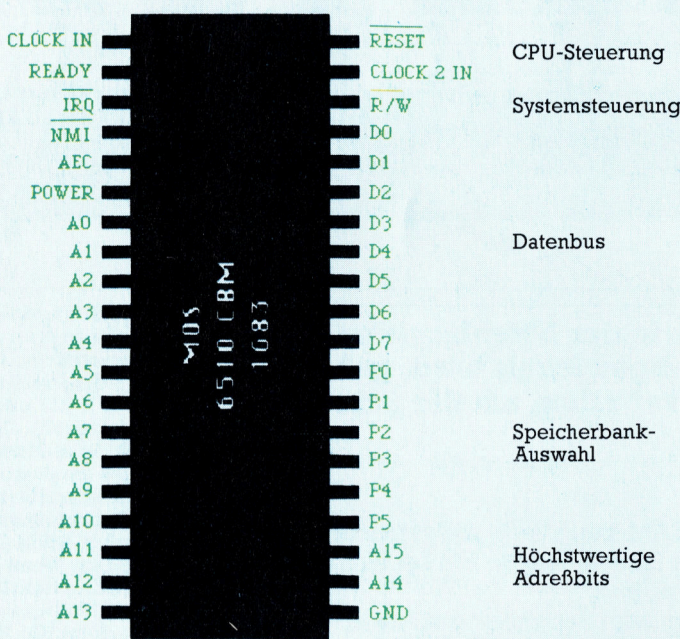 CLOCK IN
READY
IRQ
NMI
AEC
POWER
A0
A1
A2
A3
A4
A5
A6
A7
A8
A9
A10
A11
A12
A13
MOS
6510 CBM
1083
RESET
CLOCK 2 IN
R/W
D0
D1
D2
D3
D4
D5
D6
D7
P0
P1
P2
P3
P4
P5
A15
A14
GND
CPU-Steuerung
Systemsteuerung
Datenbus
Speicherbank-
Auswahl
Höchstwertige
Adreßbits